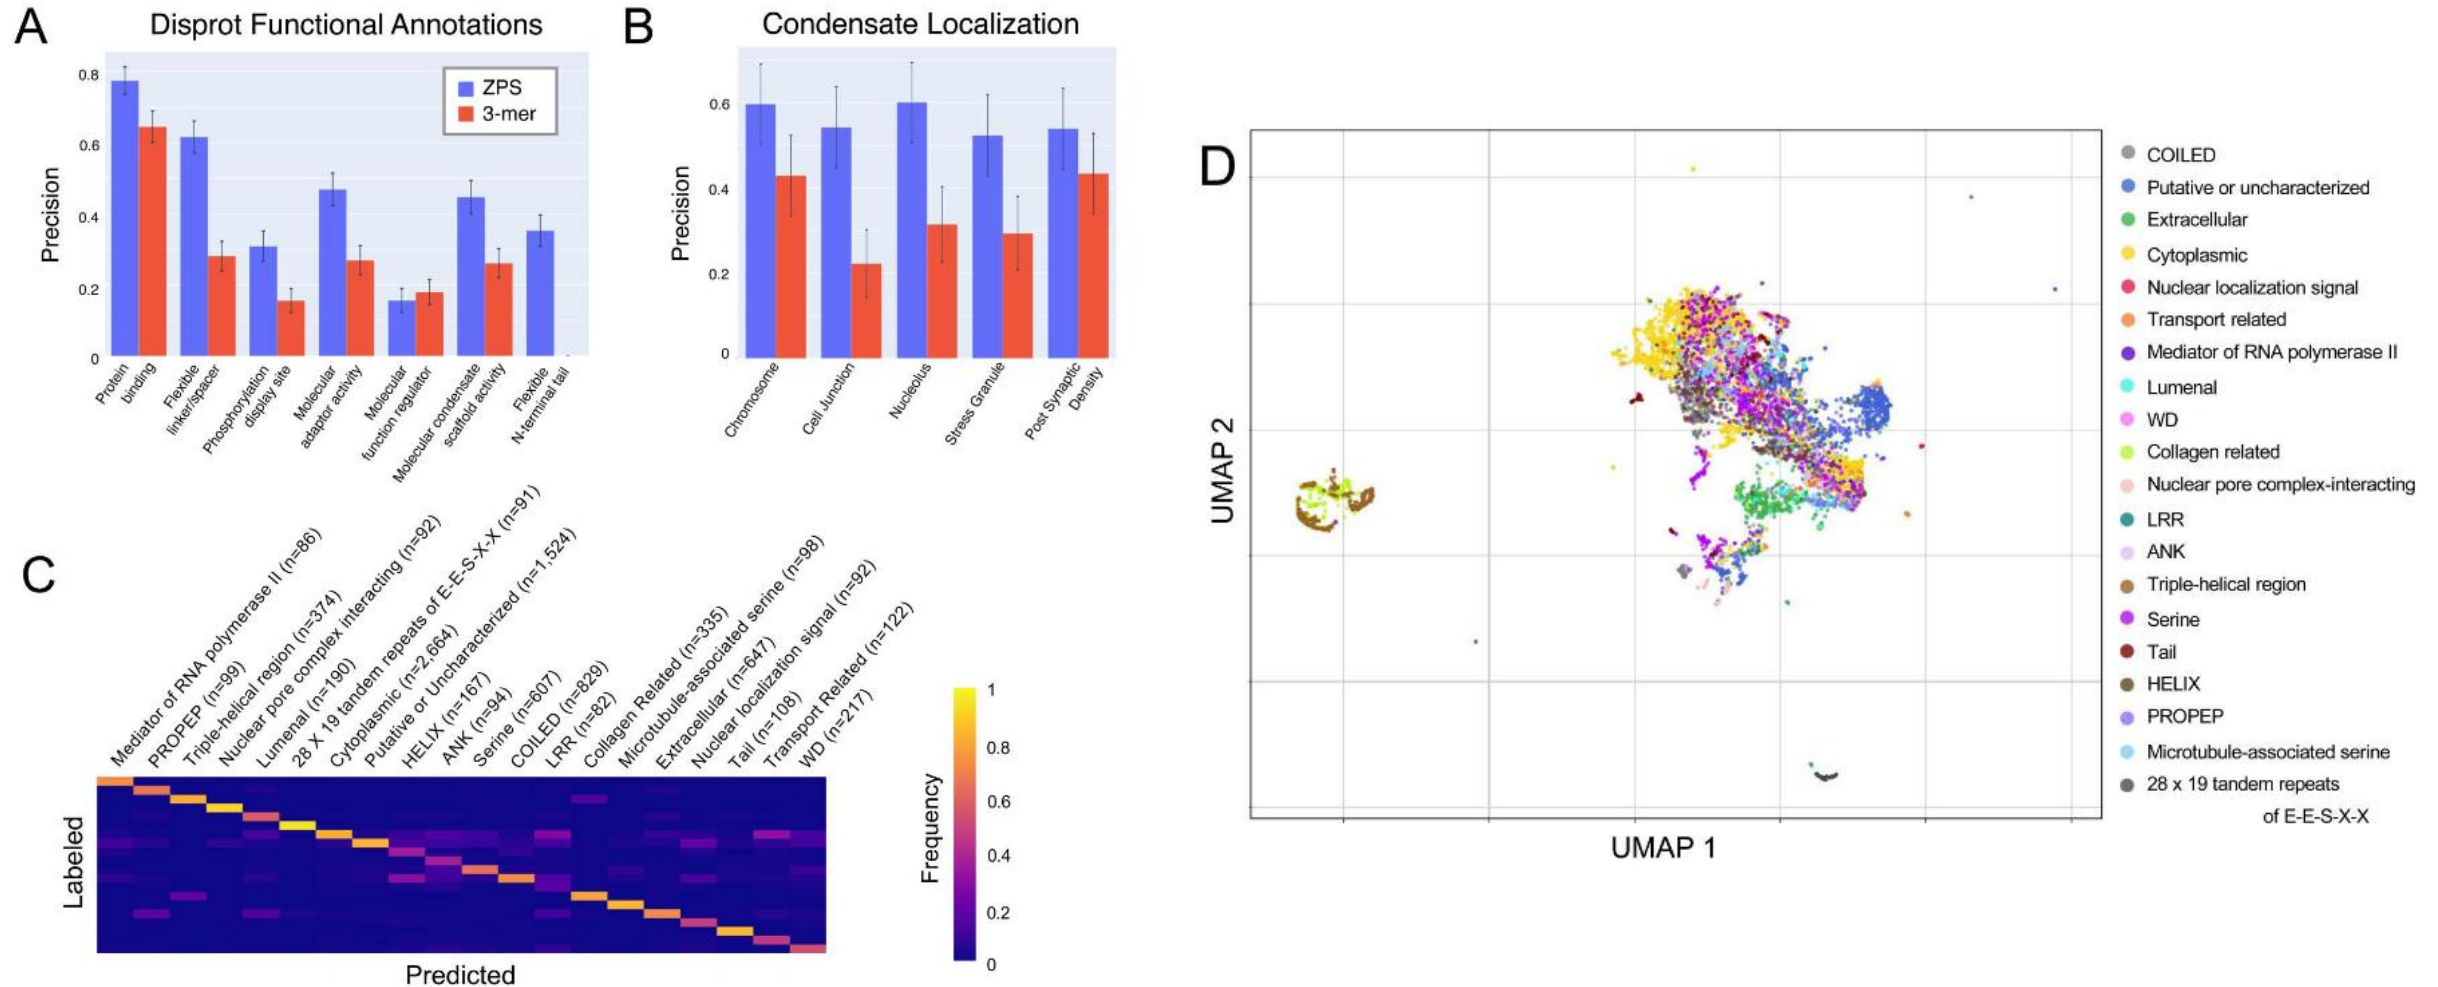 A
Disprot Functional Annotations
ZPS
3-mer
Precision
0.8
0.6
0.4
0.2
0
Protein
binding
Flexible
linker/spacer
Phosphorylation
display site
Molecular
adaptor activity
Molecular
function regulator
Molecular condensate
scaffold activity
Flexible
N-terminal tail
B
Condensate Localization
Precision
0.6
0.4
0.2
0
Chromosome
Cell Junction
Nucleolus
Stress Granule
Post Synaptic
Density
C
Mediator of RNA polymerase II (n=86)
PROPEP (n=99)
Triple-helical region (n=374)
Nuclear pore complex interacting (n=92)
Lumenal (n=190)
28 X 19 tandem repeats of E-E-S-X-X (n=91)
Cytoplasmic (n=2,664)
Putative or Uncharacterized (n=1,524)
HELIX (n=167)
ANK (n=94)
Serine (n=607)
COILED (n=829)
LRR (n=82)
Collagen Related (n=335)
Microtubule-associated serine (n=98)
Extracellular (n=647)
Nuclear localization signal (n=92)
Tail (n=108)
Transport Related (n=122)
WD (n=217)
Labeled
Predicted
Frequency
1
0.8
0.6
0.4
0.2
0
D
UMAP 2
UMAP 1
COILED
Putative or uncharacterized
Extracellular
Cytoplasmic
Nuclear localization signal
Transport related
Mediator of RNA polymerase II
Lumenal
WD
Collagen related
Nuclear pore complex-interacting
LRR
ANK
Triple-helical region
Serine
Tail
HELIX
PROPEP
Microtubule-associated serine
28 x 19 tandem repeats
of E-E-S-X-X